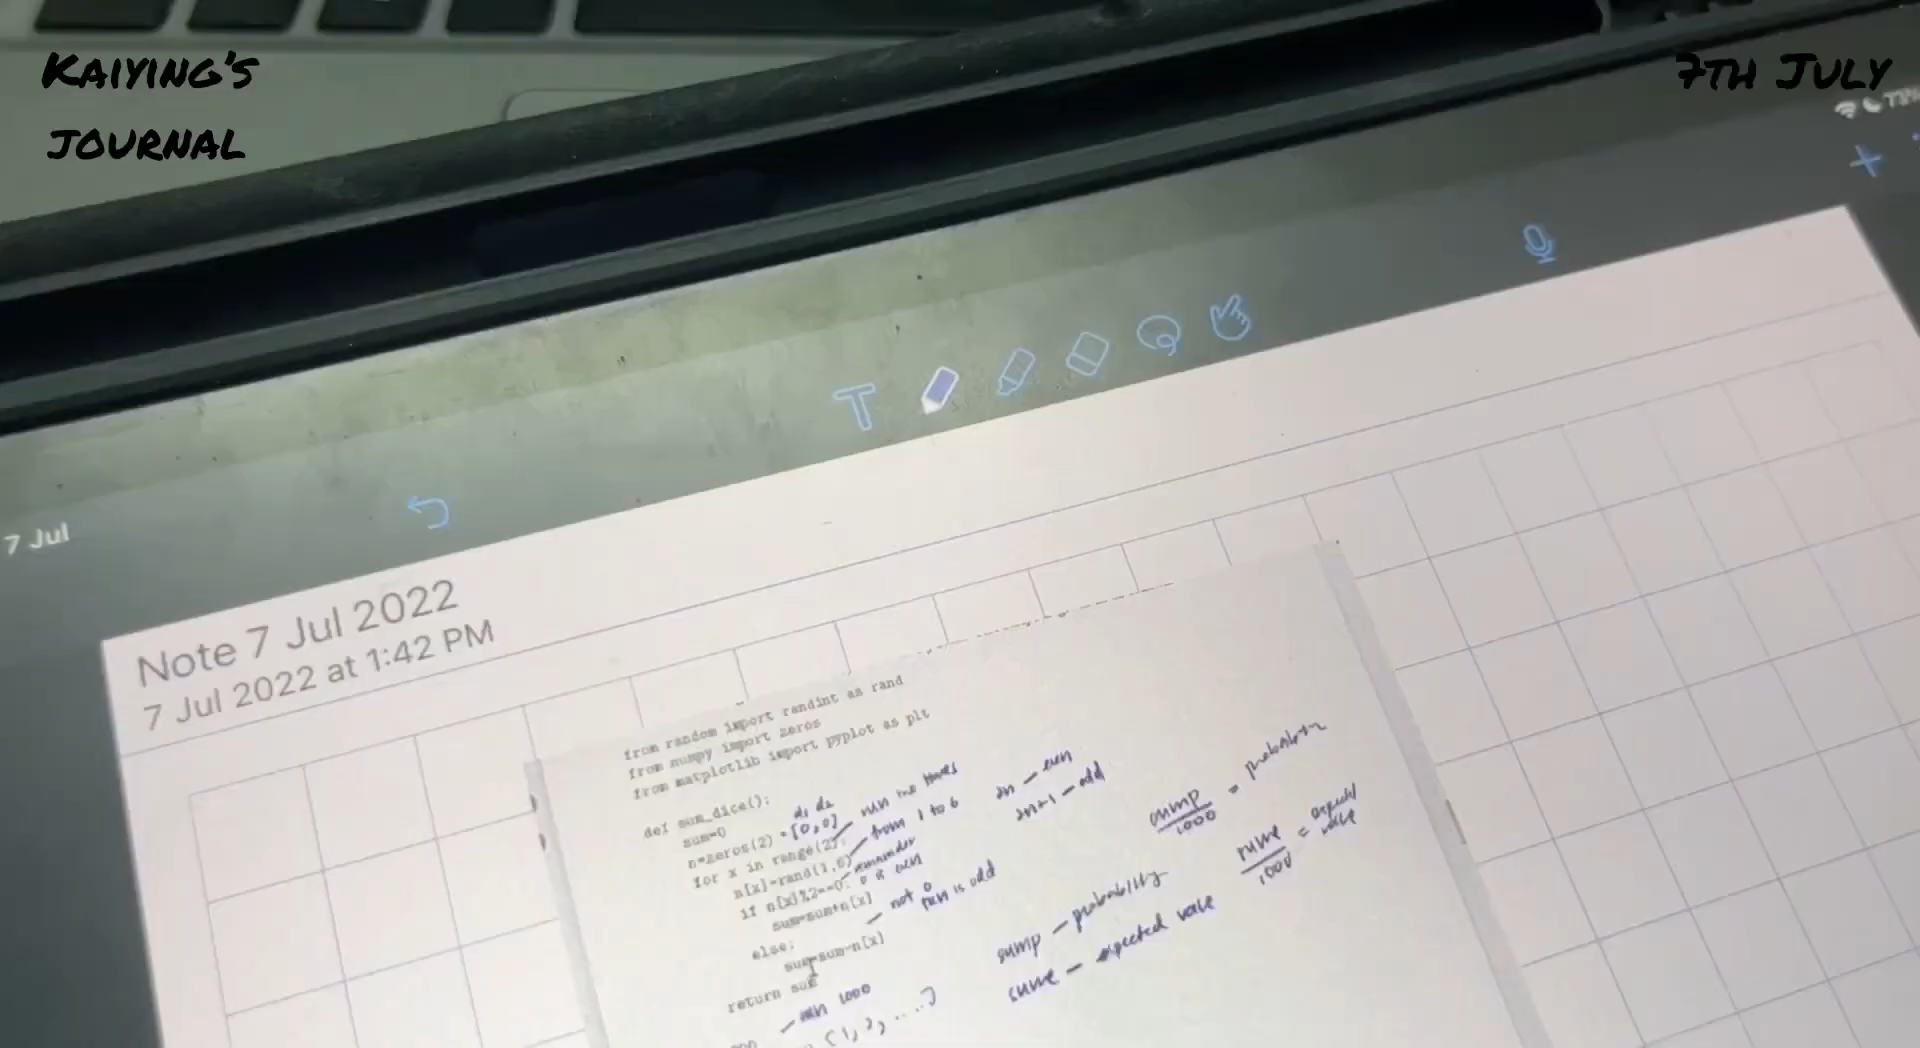 KAIYING'S
JOURNAL
7TH JULY
78%
7 Jul
Note 7 Jul 2022
7 Jul 2022 at 1:42 PM
from random import randint as rand
from numpy import zeros
from matplotlib import pyplot as plt
def sum_dice():
sum=0
d1 d2
n=zeros(2) = [0,0]
for x in range(2): run two times
n[x]=rand(1,6) from 1 to 6
if n[x]%2==0: remainder
0 is even
sum=sum+n[x]
else: not 0
then is odd
sum=sum-n[x]
return sum
2n - even
2n+1 - odd
sump/1000 = probability
sume/1000 = expected value
sump - probability
sume - expected value
run 1000
(1, 2, ....)